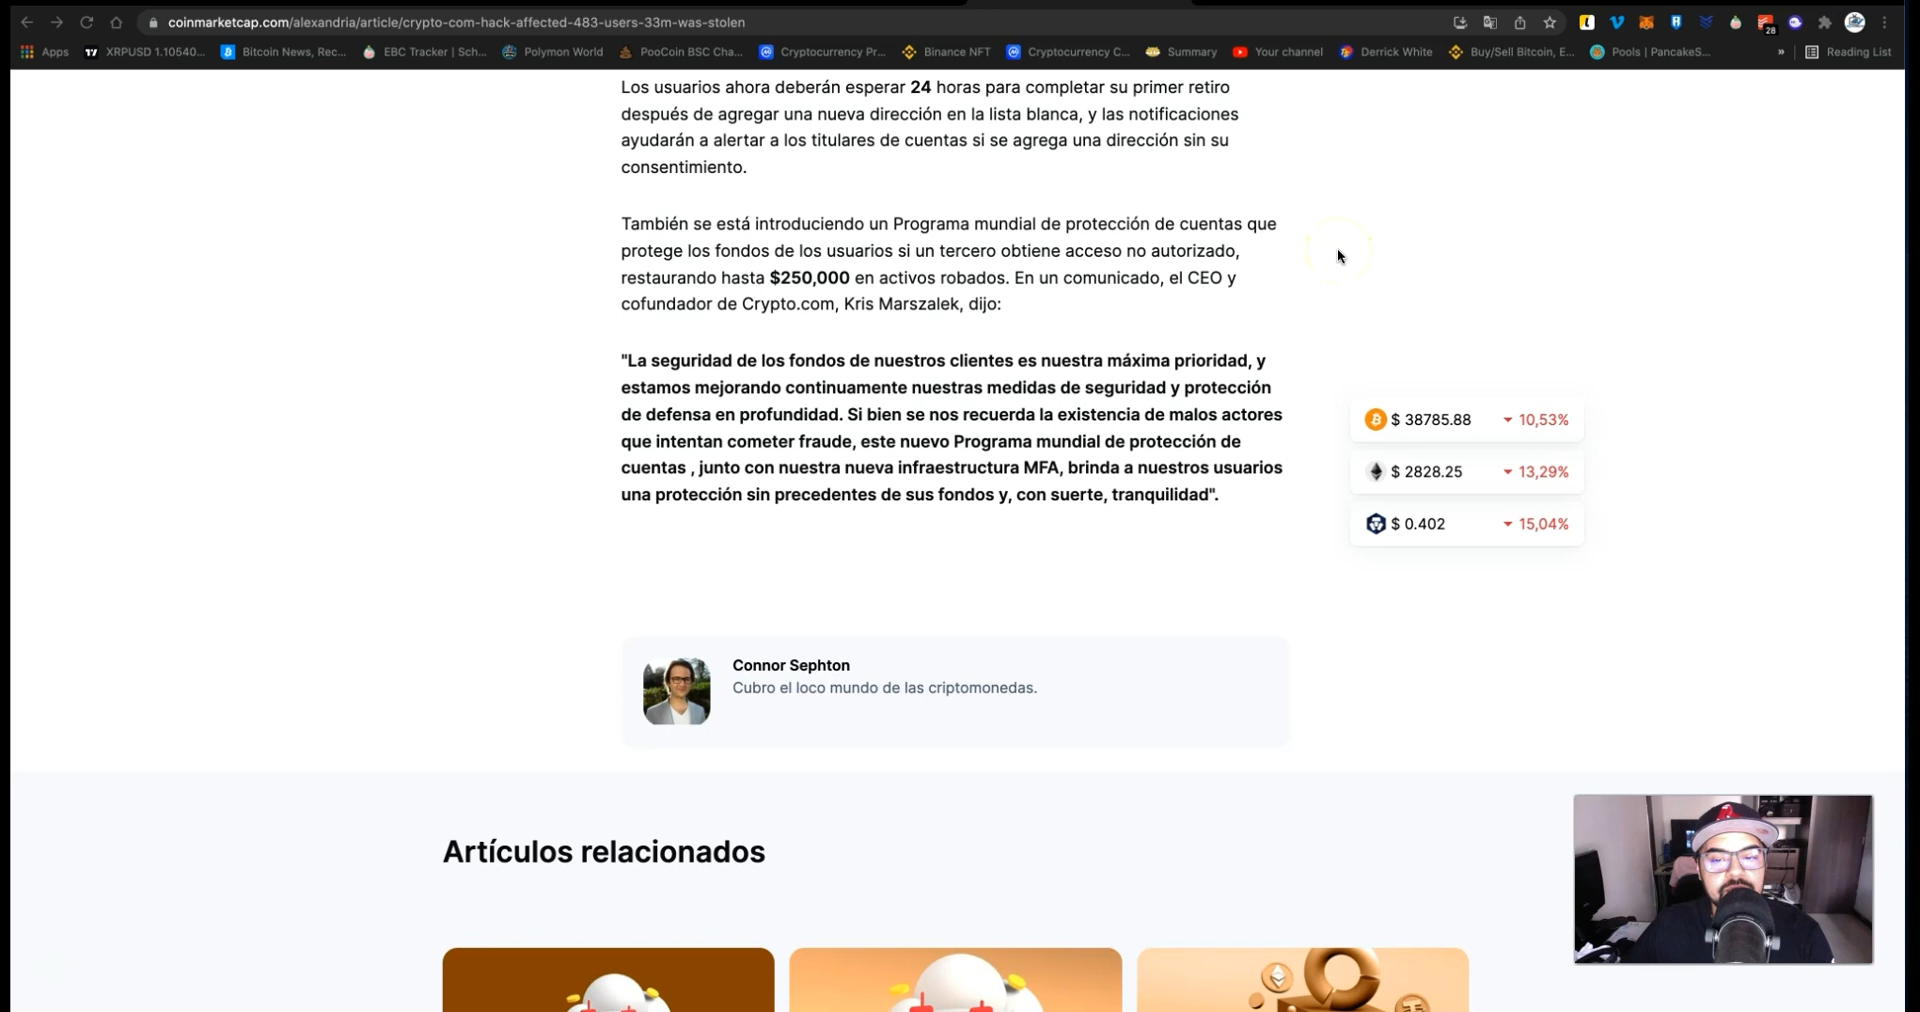 coinmarketcap.com/alexandria/article/crypto-com-hack-affected-483-users-33m-was-stolen
28
Apps XRPUSD 1.10540... Bitcoin News, Rec... EBC Tracker | Sch... Polymon World PooCoin BSC Cha... Cryptocurrency Pr... Binance NFT Cryptocurrency C... Summary Your channel Derrick White Buy/Sell Bitcoin, E... Pools | PancakeS... » Reading List
Los usuarios ahora deberán esperar 24 horas para completar su primer retiro
después de agregar una nueva dirección en la lista blanca, y las notificaciones
ayudarán a alertar a los titulares de cuentas si se agrega una dirección sin su
consentimiento.
También se está introduciendo un Programa mundial de protección de cuentas que
protege los fondos de los usuarios si un tercero obtiene acceso no autorizado,
restaurando hasta $250,000 en activos robados. En un comunicado, el CEO y
cofundador de Crypto.com, Kris Marszalek, dijo:
"La seguridad de los fondos de nuestros clientes es nuestra máxima prioridad, y
estamos mejorando continuamente nuestras medidas de seguridad y protección
de defensa en profundidad. Si bien se nos recuerda la existencia de malos actores
que intentan cometer fraude, este nuevo Programa mundial de protección de
cuentas , junto con nuestra nueva infraestructura MFA, brinda a nuestros usuarios
una protección sin precedentes de sus fondos y, con suerte, tranquilidad".
$ 38785.88 10,53%
$ 2828.25 13,29%
$ 0.402 15,04%
Connor Sephton
Cubro el loco mundo de las criptomonedas.
Artículos relacionados